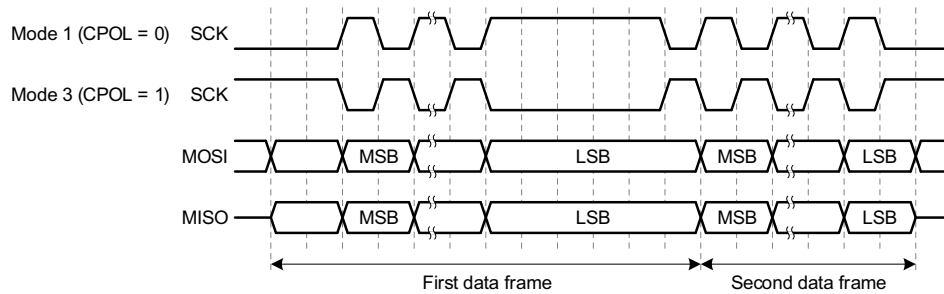 Mode 1 (CPOL = 0) SCK
Mode 3 (CPOL = 1) SCK
MOSI MSB LSB MSB LSB
MISO MSB LSB MSB LSB
First data frame Second data frame